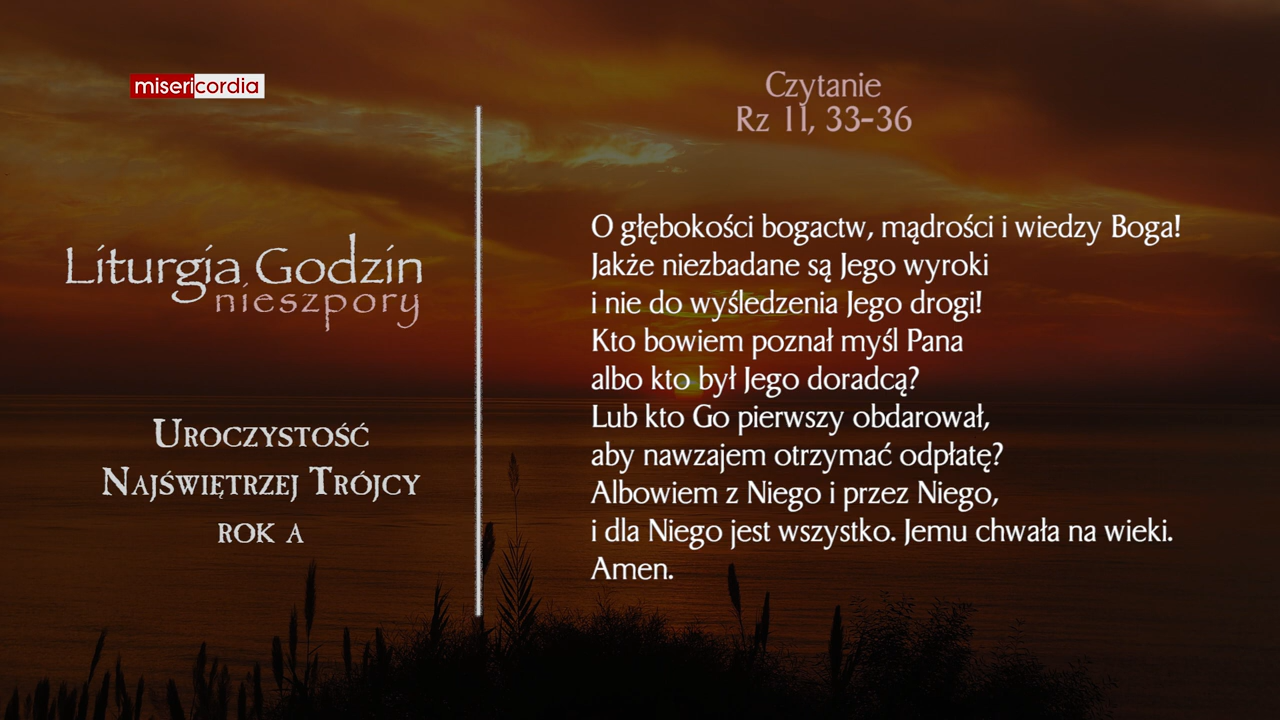 misericordia
Liturgia Godzin
nieszpory
Uroczystość
Najświętrzej Trójcy
rok A
Czytanie
Rz 11, 33-36
O głębokości bogactw, mądrości i wiedzy Boga!
Jakże niezbadane są Jego wyroki
i nie do wyśledzenia Jego drogi!
Kto bowiem poznał myśl Pana
albo kto był Jego doradcą?
Lub kto Go pierwszy obdarował,
aby nawzajem otrzymać odpłatę?
Albowiem z Niego i przez Niego,
i dla Niego jest wszystko. Jemu chwała na wieki.
Amen.